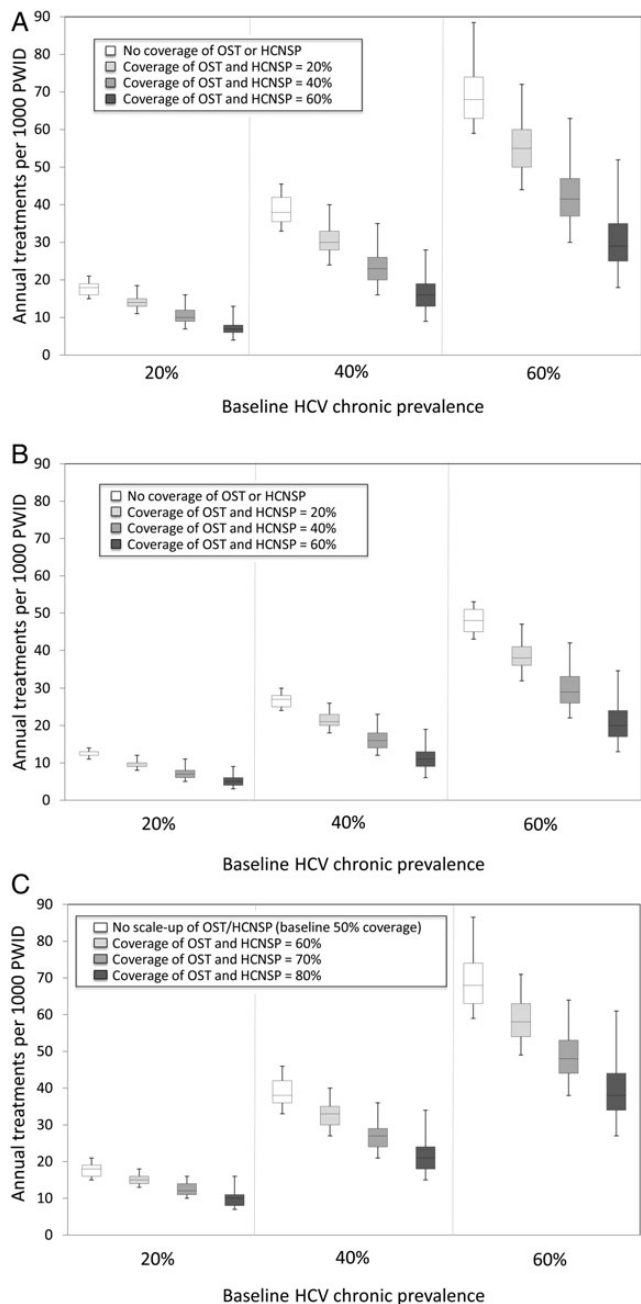 A
Annual treatments per 1000 PWID
90
80
70
60
50
40
30
20
10
0
No coverage of OST or HCNSP
Coverage of OST and HCNSP = 20%
Coverage of OST and HCNSP = 40%
Coverage of OST and HCNSP = 60%
20%
40%
60%
Baseline HCV chronic prevalence
B
Annual treatments per 1000 PWID
90
80
70
60
50
40
30
20
10
0
No coverage of OST or HCNSP
Coverage of OST and HCNSP = 20%
Coverage of OST and HCNSP = 40%
Coverage of OST and HCNSP = 60%
20%
40%
60%
Baseline HCV chronic prevalence
C
Annual treatments per 1000 PWID
90
80
70
60
50
40
30
20
10
0
No scale-up of OST/HCNSP (baseline 50% coverage)
Coverage of OST and HCNSP = 60%
Coverage of OST and HCNSP = 70%
Coverage of OST and HCNSP = 80%
20%
40%
60%
Baseline HCV chronic prevalence